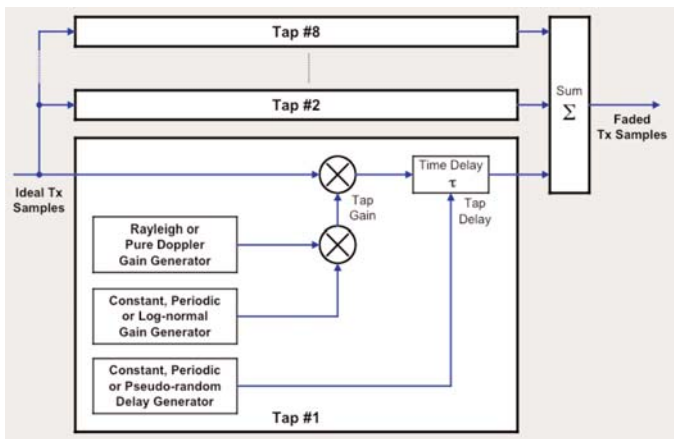 Tap #8
Tap #2
Sum
Σ
Faded
Tx Samples
Ideal Tx
Samples
Time Delay
τ
Tap
Gain
Tap
Delay
Rayleigh or
Pure Doppler
Gain Generator
Constant, Periodic
or Log-normal
Gain Generator
Constant, Periodic
or Pseudo-random
Delay Generator
Tap #1